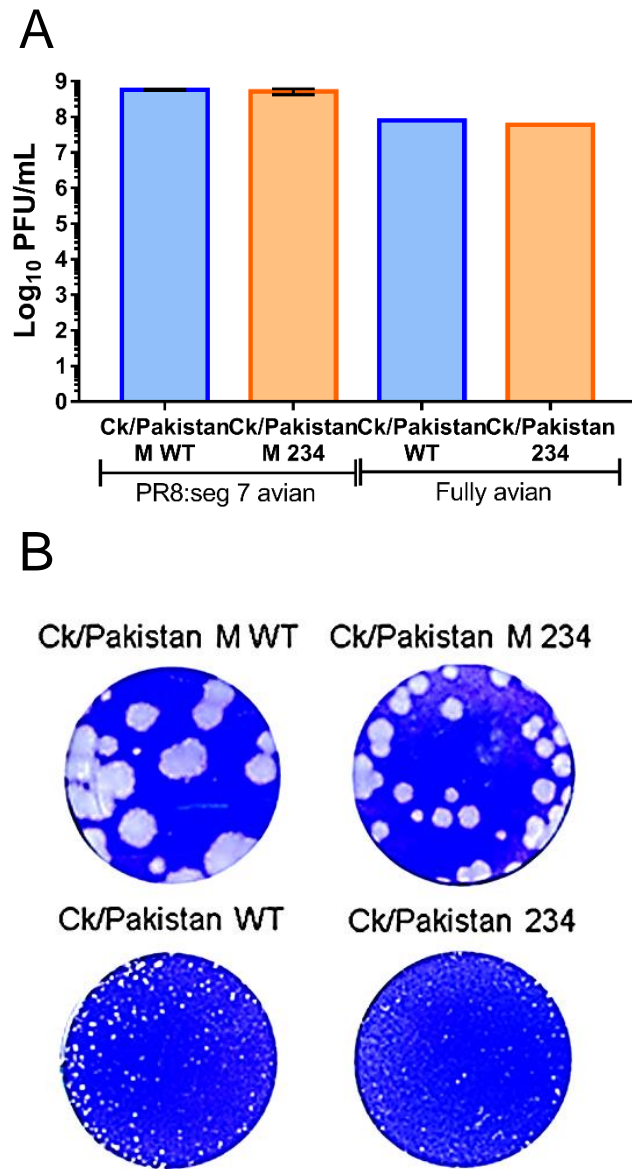 A
Log10 PFU/mL
9
8
7
6
5
4
3
2
1
0
Ck/Pakistan Ck/Pakistan Ck/Pakistan Ck/Pakistan
M WT M 234 WT 234
PR8:seg 7 avian Fully avian
B
Ck/Pakistan M WT Ck/Pakistan M 234
Ck/Pakistan WT Ck/Pakistan 234